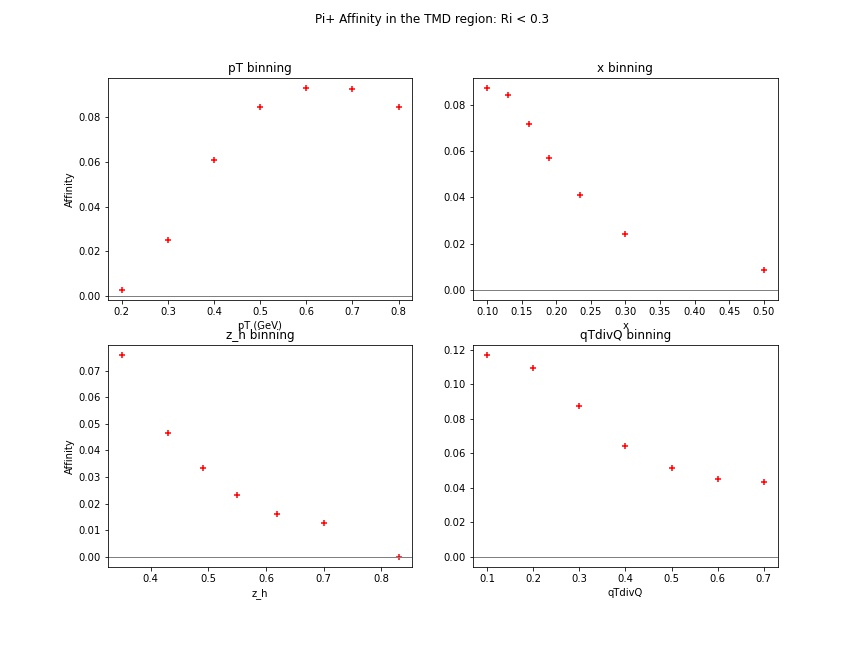 Pi+ Affinity in the TMD region: Ri < 0.3
pT binning
Affinity
0.08
0.06
0.04
0.02
0.00
0.2 0.3 0.4 0.5 0.6 0.7 0.8
pT (GeV)
x binning
0.08
0.06
0.04
0.02
0.00
0.10 0.15 0.20 0.25 0.30 0.35 0.40 0.45 0.50
x
z_h binning
Affinity
0.07
0.06
0.05
0.04
0.03
0.02
0.01
0.00
0.4 0.5 0.6 0.7 0.8
z_h
qTdivQ binning
0.12
0.10
0.08
0.06
0.04
0.02
0.00
0.1 0.2 0.3 0.4 0.5 0.6 0.7
qTdivQ